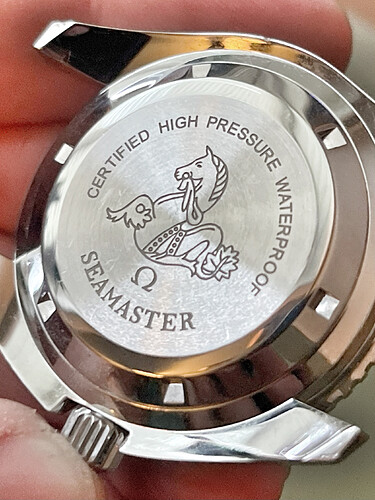 CERTIFIED HIGH PRESSURE WATERPROOF
Ω
SEAMASTER